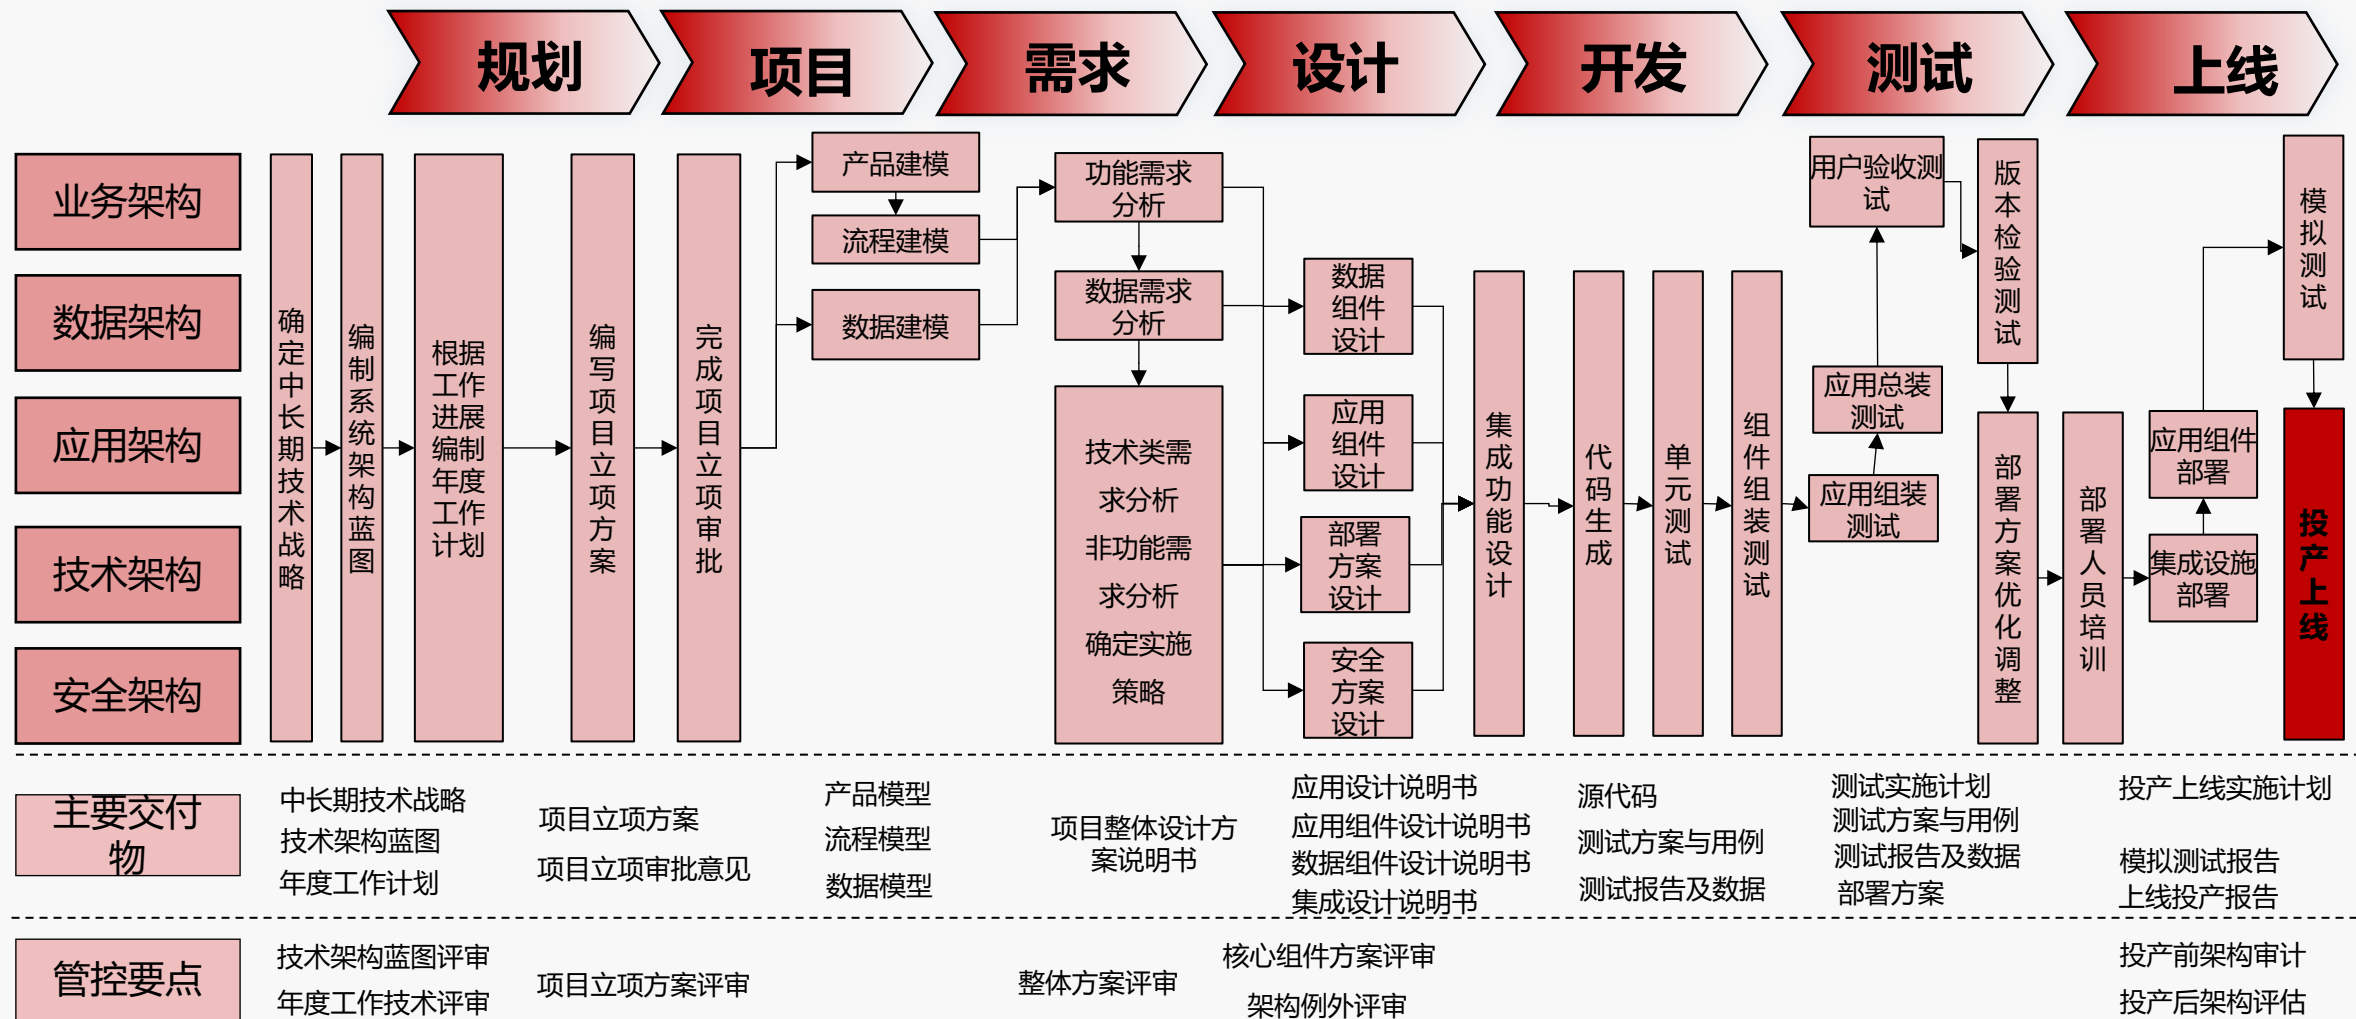 规划
项目
需求
设计
开发
测试
上线
业务架构
数据架构
应用架构
技术架构
安全架构
确定中长期技术战略
编制系统架构蓝图
根据
工作
进展
编制
年度
工作
计划
编写项目立项方案
完成项目立项审批
产品建模
流程建模
数据建模
功能需求
分析
数据需求
分析
技术类需
求分析
非功能需
求分析
确定实施
策略
数据
组件
设计
应用
组件
设计
部署
方案
设计
安全
方案
设计
集成功能设计
代码生成
单元测试
组件组装测试
用户验收测
试
应用总装
测试
应用组装
测试
版本检验测试
部署方案优化调整
部署人员培训
应用组件
部署
集成设施
部署
模拟测试
投产上线
主要交付
物
中长期技术战略
技术架构蓝图
年度工作计划
项目立项方案
项目立项审批意见
产品模型
流程模型
数据模型
项目整体设计方
案说明书
应用设计说明书
应用组件设计说明书
数据组件设计说明书
集成设计说明书
源代码
测试方案与用例
测试报告及数据
测试实施计划
测试方案与用例
测试报告及数据
部署方案
投产上线实施计划
模拟测试报告
上线投产报告
管控要点
技术架构蓝图评审
年度工作技术评审
项目立项方案评审
整体方案评审
核心组件方案评审
架构例外评审
投产前架构审计
投产后架构评估